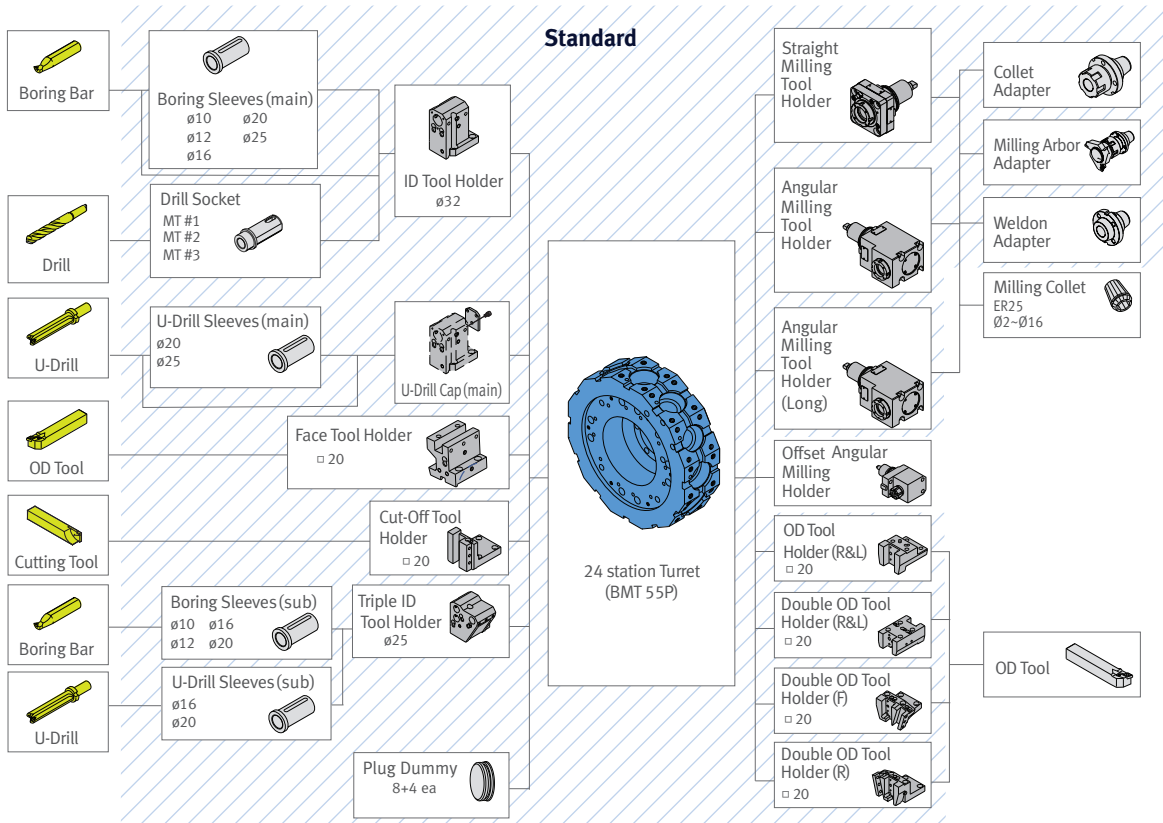 Standard
Boring Bar
Boring Sleeves (main)
ø10 ø20
ø12 ø25
ø16
ID Tool Holder
ø32
Drill
Drill Socket
MT #1
MT #2
MT #3
U-Drill
U-Drill Sleeves (main)
ø20
ø25
U-Drill Cap (main)
OD Tool
Face Tool Holder
□ 20
Cutting Tool
Cut-Off Tool
Holder
□ 20
Boring Bar
Boring Sleeves (sub)
ø10 ø16
ø12 ø20
Triple ID
Tool Holder
ø25
U-Drill
U-Drill Sleeves (sub)
ø16
ø20
Plug Dummy
8+4 ea
24 station Turret
(BMT 55P)
Straight
Milling
Tool
Holder
Angular
Milling
Tool
Holder
Angular
Milling
Tool
Holder
(Long)
Offset Angular
Milling
Holder
OD Tool
Holder (R&L)
□ 20
Double OD Tool
Holder (R&L)
□ 20
Double OD Tool
Holder (F)
□ 20
Double OD Tool
Holder (R)
□ 20
Collet
Adapter
Milling Arbor
Adapter
Weldon
Adapter
Milling Collet
ER25
Ø2~Ø16
OD Tool